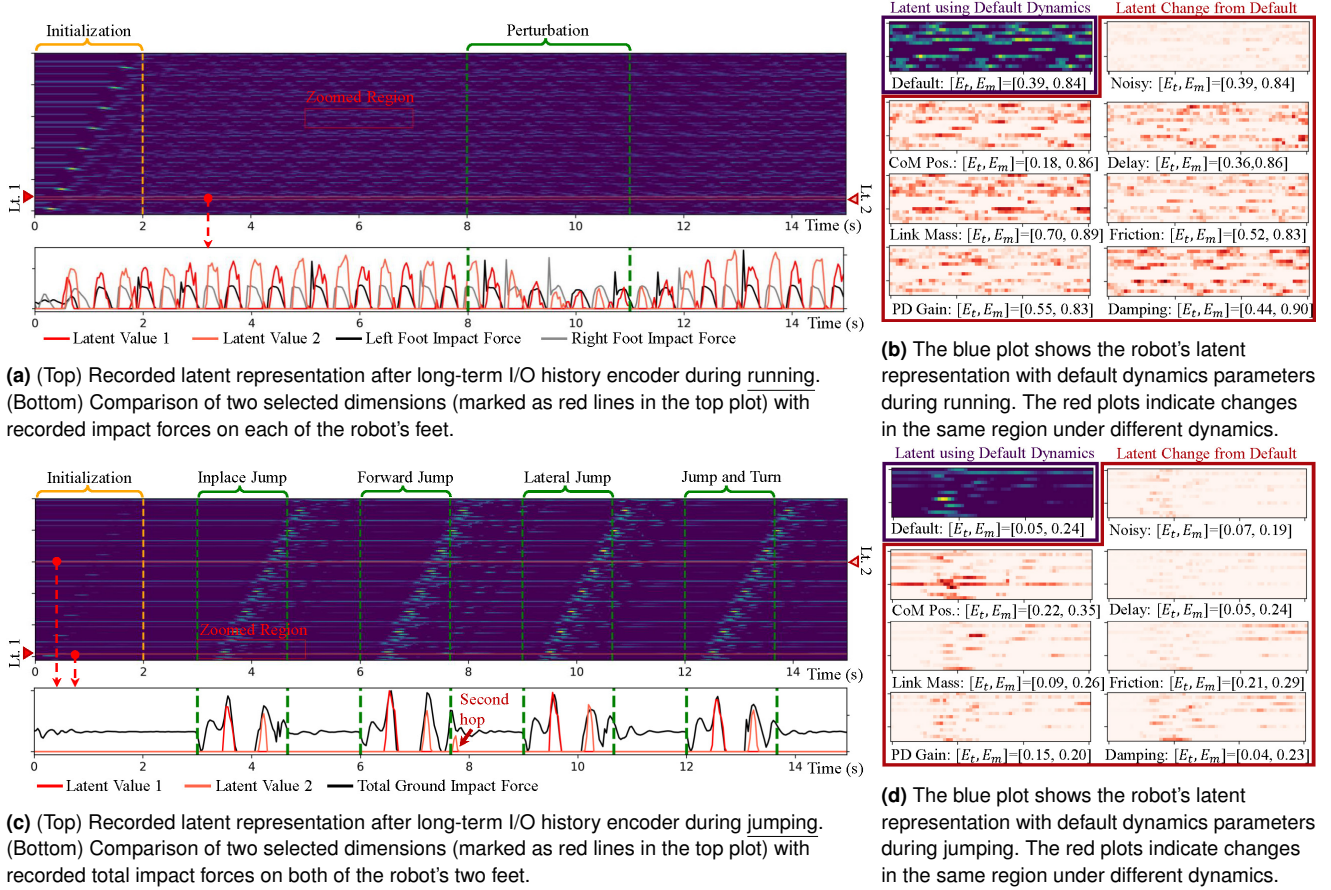 Initialization
Perturbation
Zoomed Region
Lt. 1
Lt. 2
0 2 4 6 8 10 12 14 Time (s)
0 2 4 6 8 10 12 14
Time (s)
Latent Value 1 Latent Value 2 Left Foot Impact Force Right Foot Impact Force
(a) (Top) Recorded latent representation after long-term I/O history encoder during running.
(Bottom) Comparison of two selected dimensions (marked as red lines in the top plot) with
recorded impact forces on each of the robot's feet.
Latent using Default Dynamics Latent Change from Default
Default: [E_t, E_m]=[0.39, 0.84] Noisy: [E_t, E_m]=[0.39, 0.84]
CoM Pos.: [E_t, E_m]=[0.18, 0.86] Delay: [E_t, E_m]=[0.36,0.86]
Link Mass: [E_t, E_m]=[0.70, 0.89] Friction: [E_t, E_m]=[0.52, 0.83]
PD Gain: [E_t, E_m]=[0.55, 0.83] Damping: [E_t, E_m]=[0.44, 0.90]
(b) The blue plot shows the robot's latent
representation with default dynamics parameters
during running. The red plots indicate changes
in the same region under different dynamics.
Initialization Inplace Jump Forward Jump Lateral Jump Jump and Turn
Lt. 2
Zoomed Region
Lt. 1
0 2 4 6 8 10 12 14 Time (s)
Second
hop
0 2 4 6 8 10 12 14 Time (s)
Latent Value 1 Latent Value 2 Total Ground Impact Force
(c) (Top) Recorded latent representation after long-term I/O history encoder during jumping.
(Bottom) Comparison of two selected dimensions (marked as red lines in the top plot) with
recorded total impact forces on both of the robot's two feet.
Latent using Default Dynamics Latent Change from Default
Default: [E_t, E_m]=[0.05, 0.24] Noisy: [E_t, E_m]=[0.07, 0.19]
CoM Pos.: [E_t, E_m]=[0.22, 0.35] Delay: [E_t, E_m]=[0.05, 0.24]
Link Mass: [E_t, E_m]=[0.09, 0.26] Friction: [E_t, E_m]=[0.21, 0.29]
PD Gain: [E_t, E_m]=[0.15, 0.20] Damping: [E_t, E_m]=[0.04, 0.23]
(d) The blue plot shows the robot's latent
representation with default dynamics parameters
during jumping. The red plots indicate changes
in the same region under different dynamics.